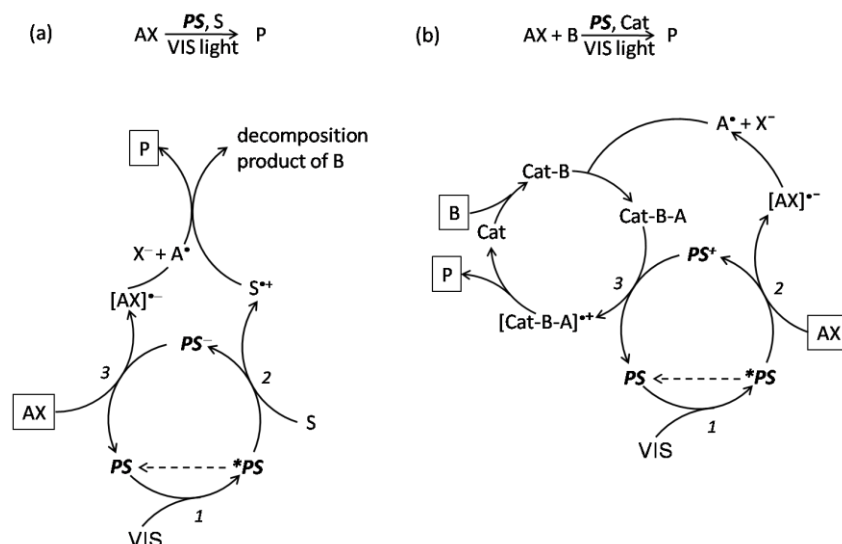 (a) AX PS, S VIS light P
(b) AX + B PS, Cat VIS light P
P
decomposition
product of B
X⁻ + A•
[AX]•⁻
S•+
PS⁻
3
2
AX
S
PS
*PS
1
VIS
A• + X⁻
Cat-B
[AX]•⁻
B
Cat-B-A
Cat
PS⁺
P
3
2
[Cat-B-A]•+
AX
PS
*PS
1
VIS